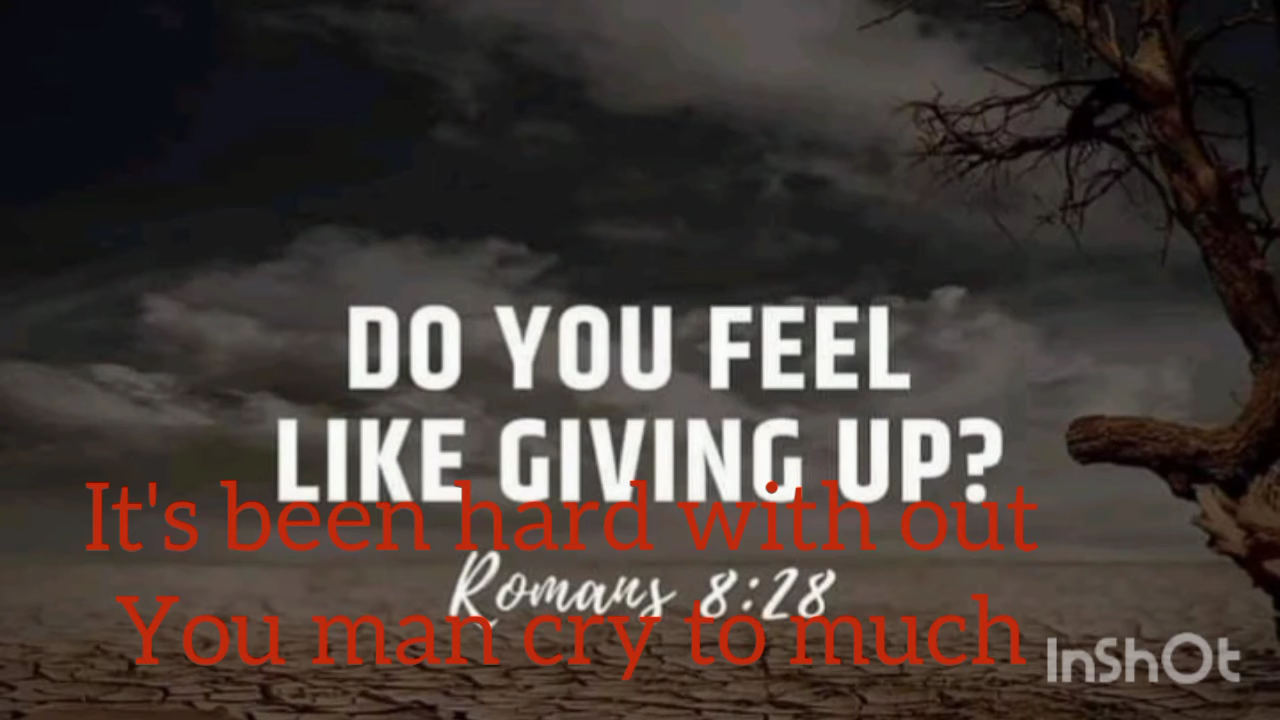 DO YOU FEEL
LIKE GIVING UP?
It's been hard with out
Romans 8:28
You man cry to much
InShOt